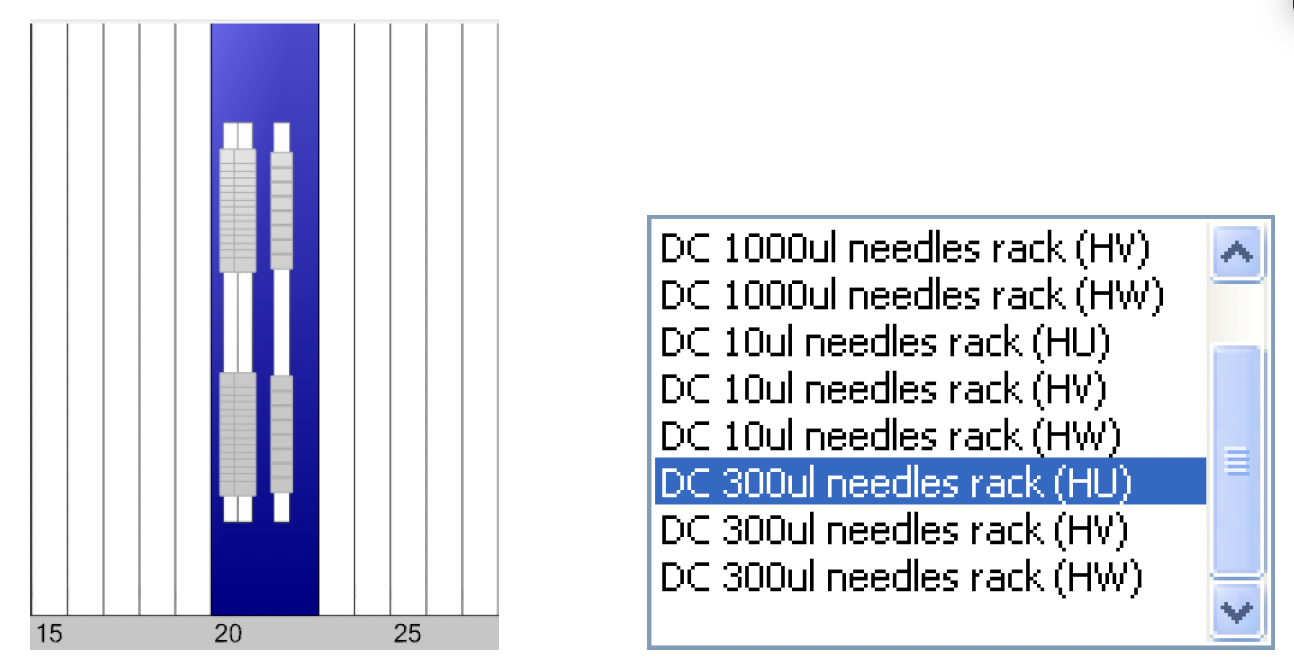 DC 1000ul needles rack (HV)
DC 1000ul needles rack (HW)
DC 10ul needles rack (HU)
DC 10ul needles rack (HV)
DC 10ul needles rack (HW)
DC 300ul needles rack (HU)
DC 300ul needles rack (HV)
DC 300ul needles rack (HW)
15 20 25